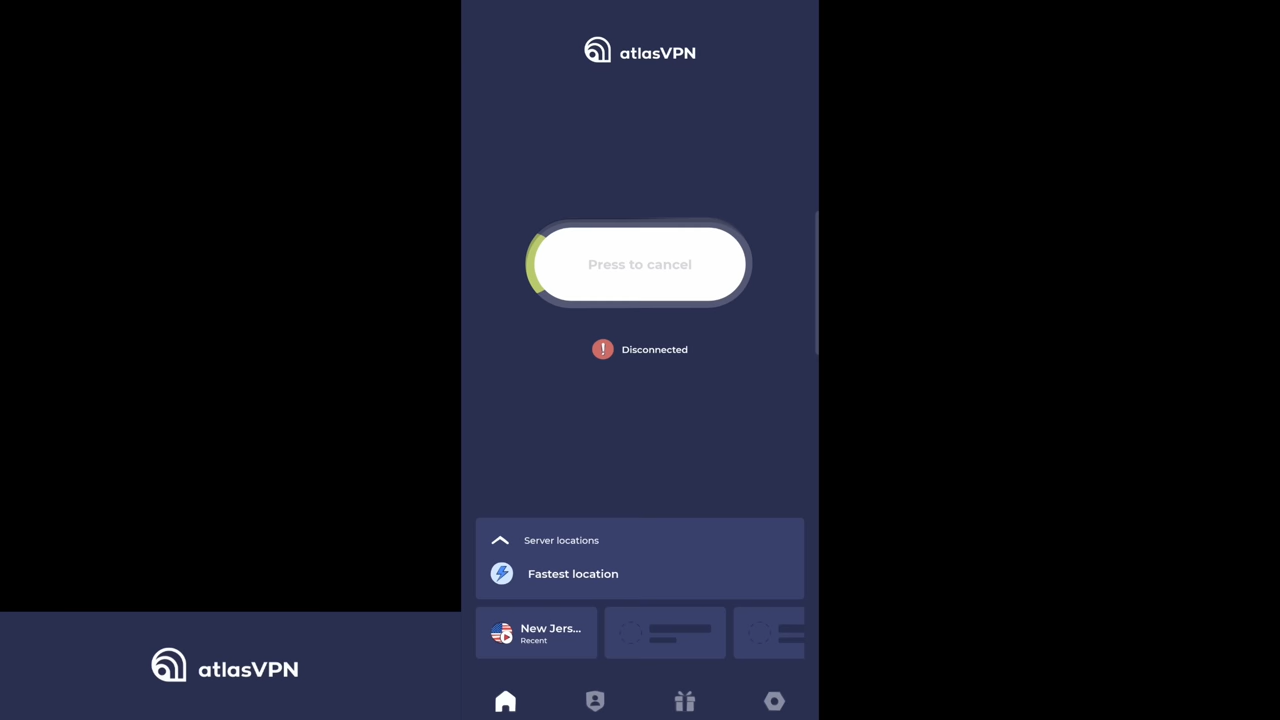 atlasVPN
Press to cancel
Disconnected
Server locations
Fastest location
New Jers...
Recent
atlasVPN